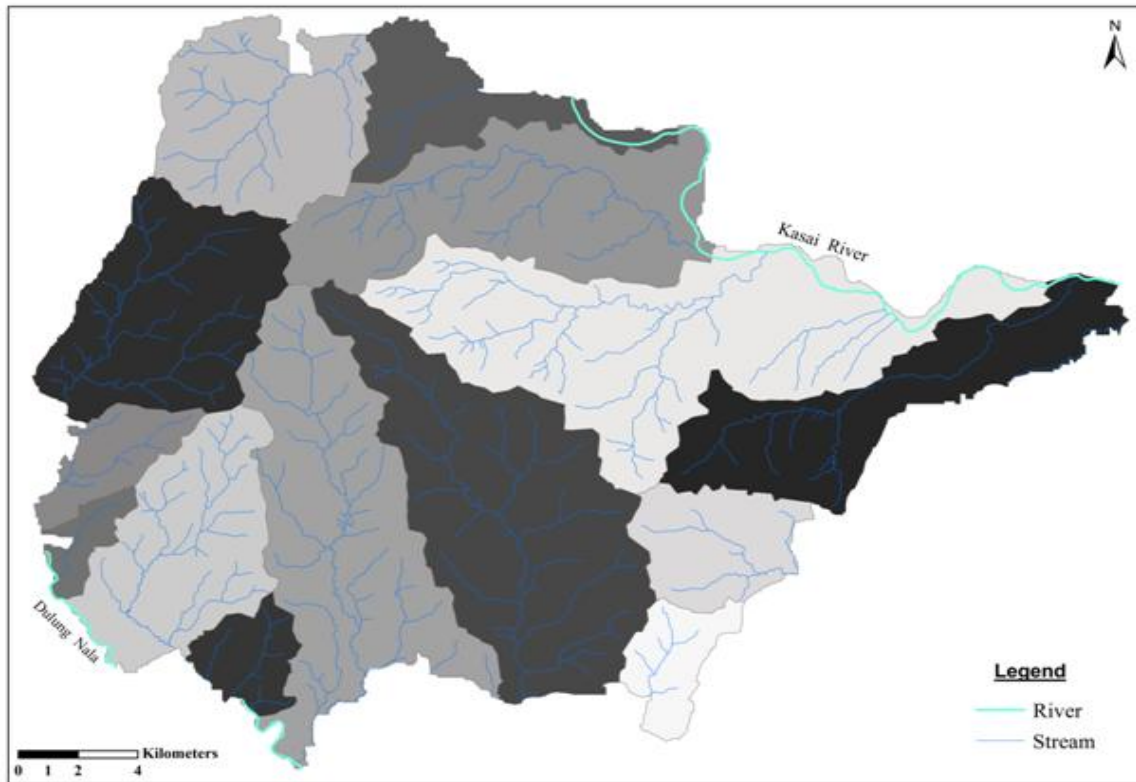 N
Kasai River
Dulung Nala
Legend
River
Stream
Kilometers
0 1 2 4